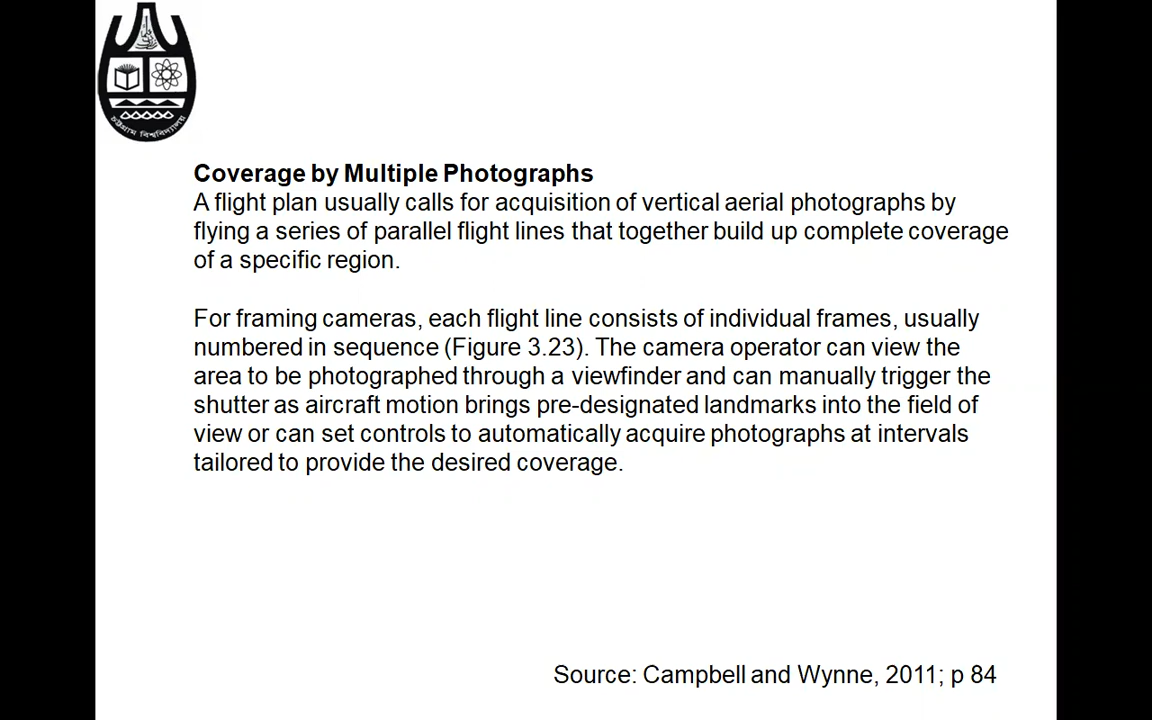 চট্টগ্রাম বিশ্ববিদ্যালয়
Coverage by Multiple Photographs
A flight plan usually calls for acquisition of vertical aerial photographs by
flying a series of parallel flight lines that together build up complete coverage
of a specific region.
For framing cameras, each flight line consists of individual frames, usually
numbered in sequence (Figure 3.23). The camera operator can view the
area to be photographed through a viewfinder and can manually trigger the
shutter as aircraft motion brings pre-designated landmarks into the field of
view or can set controls to automatically acquire photographs at intervals
tailored to provide the desired coverage.
Source: Campbell and Wynne, 2011; p 84